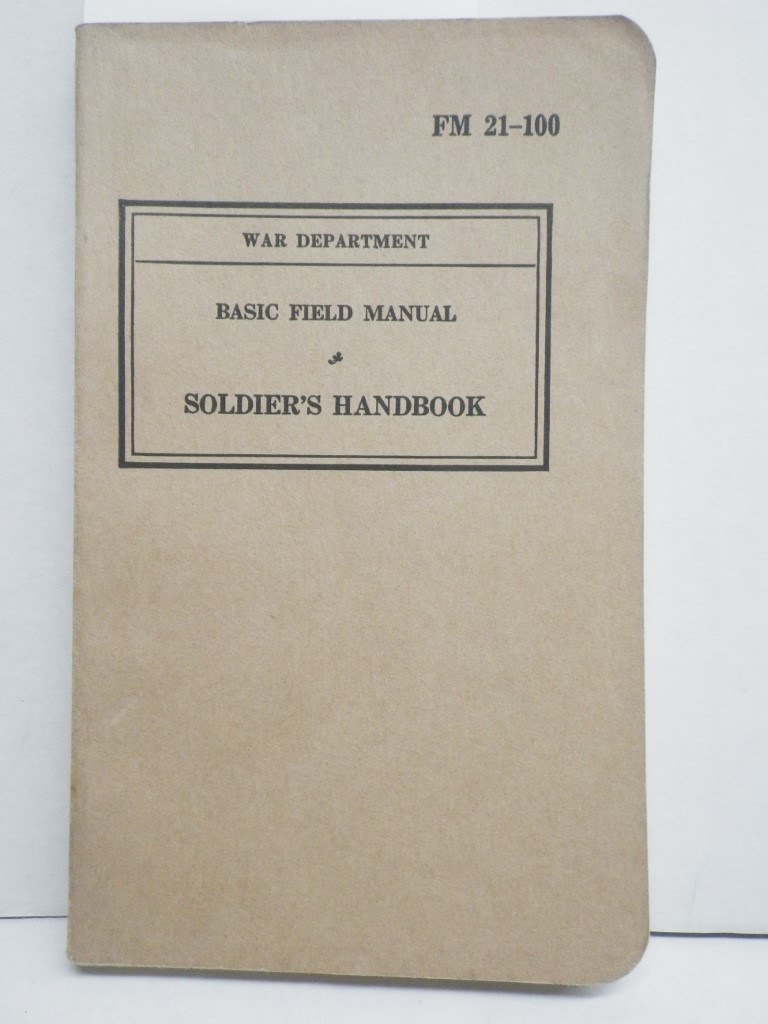 FM 21–100
WAR DEPARTMENT
BASIC FIELD MANUAL
SOLDIER'S HANDBOOK